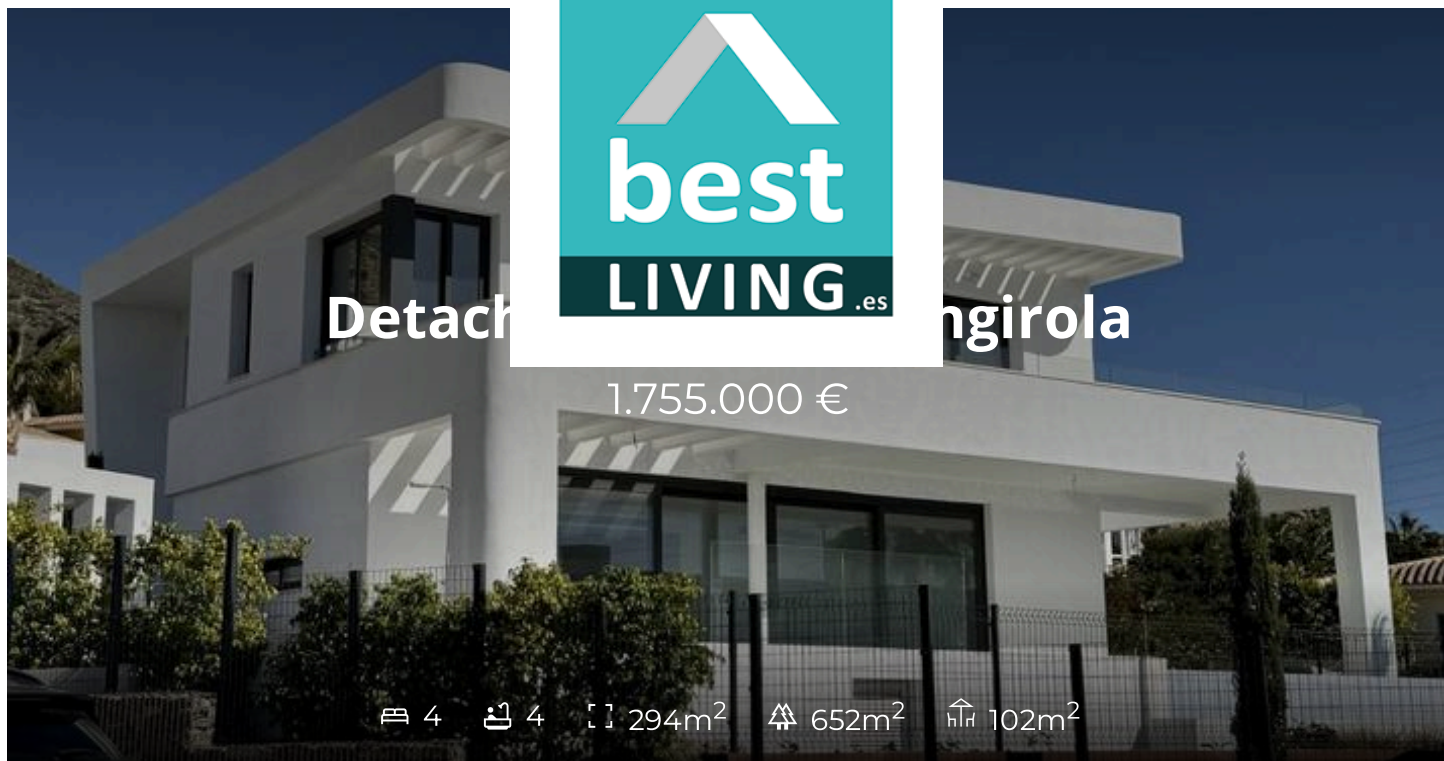 best
LIVING.es
Detach ngirola
1.755.000 €
4 4 294m² 652m² 102m²